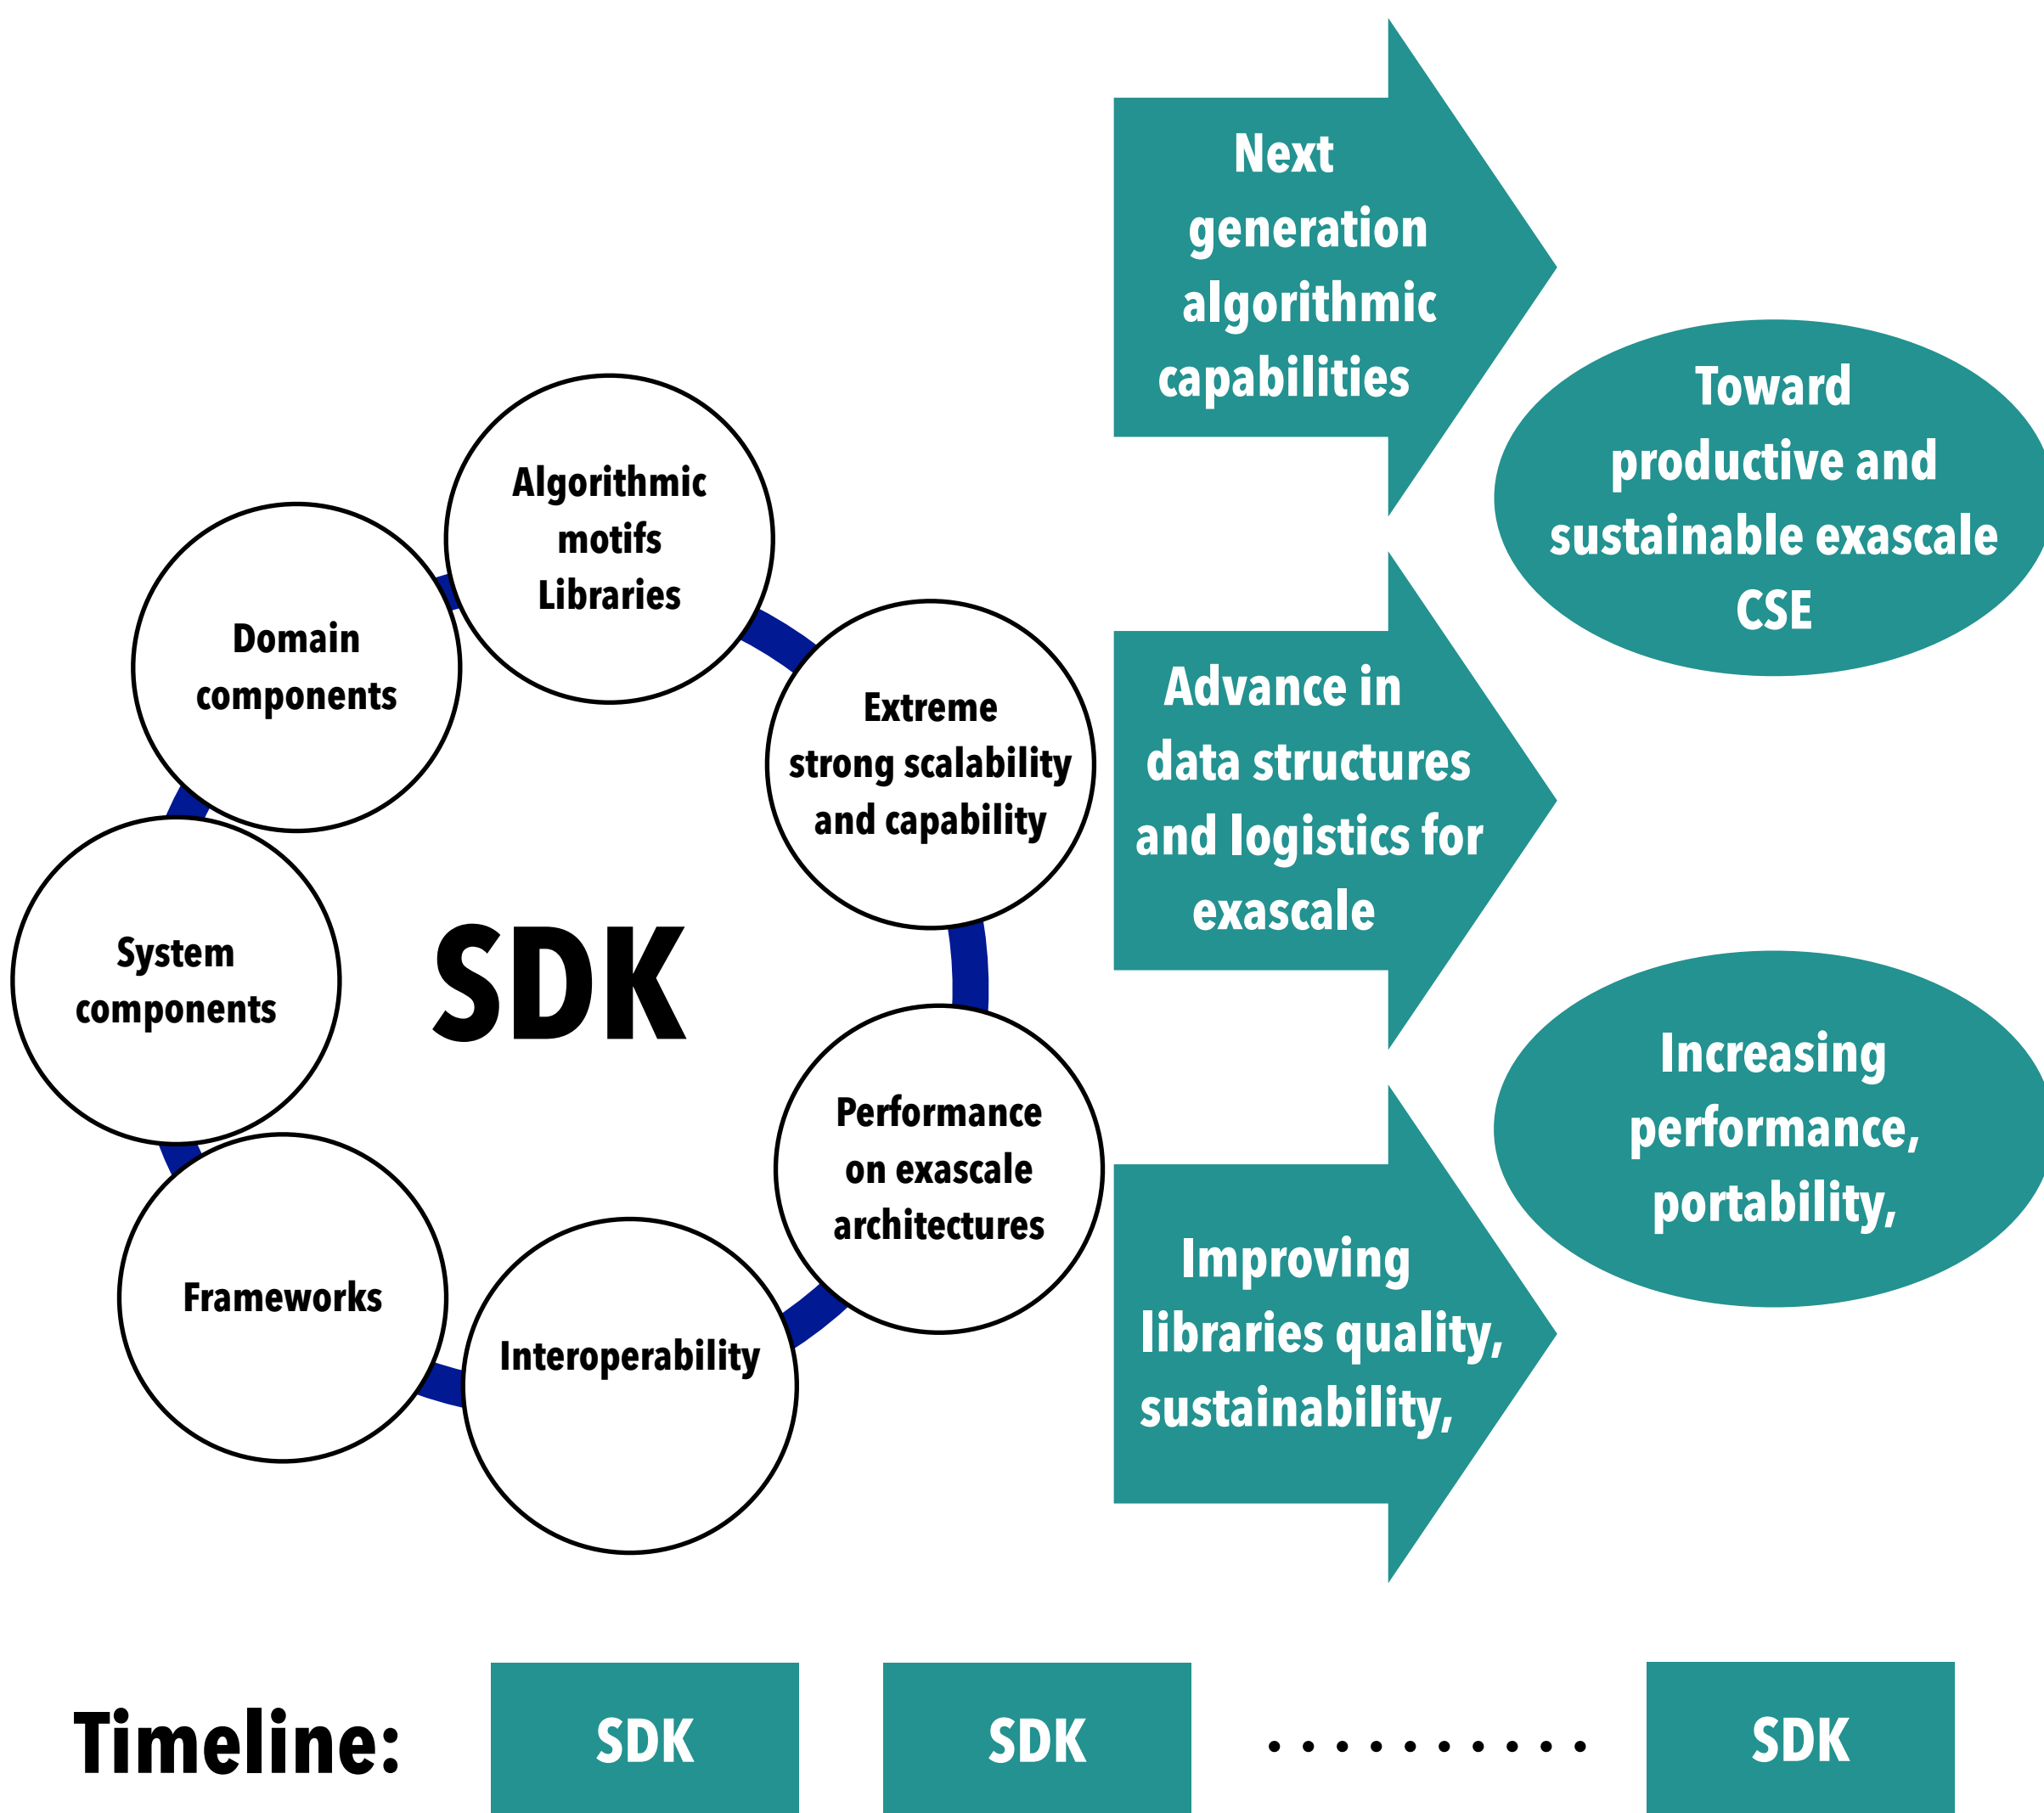 Next
generation
algorithmic
capabilities
Toward
productive and
sustainable exascale
CSE
Algorithmic
motifs
Libraries
Domain
components
Extreme
strong scalability
and capability
Advance in
data structures
and logistics for
exascale
System
components
SDK
Performance
on exascale
architectures
Increasing
performance,
portability,
Frameworks
Interoperability
Improving
libraries quality,
sustainability,
Timeline:
SDK
SDK
..........
SDK